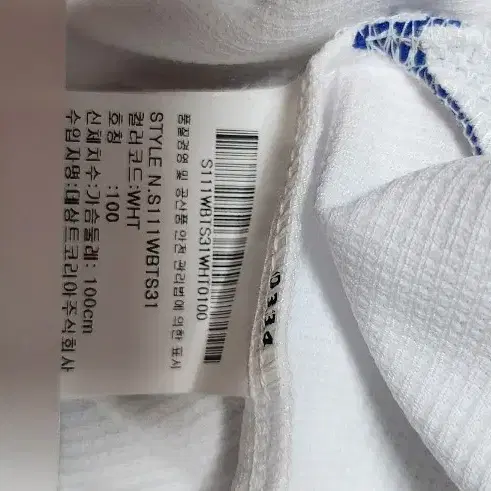 품질경영 및 공산품 안전 관리법에 의한 표시
S111WBTS31WHT0100
STYLE N.S111WBTS31
컬러 코드:WHT
호칭 :100
신체치수:가슴둘레: 100cm
수입 자명:데상트코리아주식회사
0334